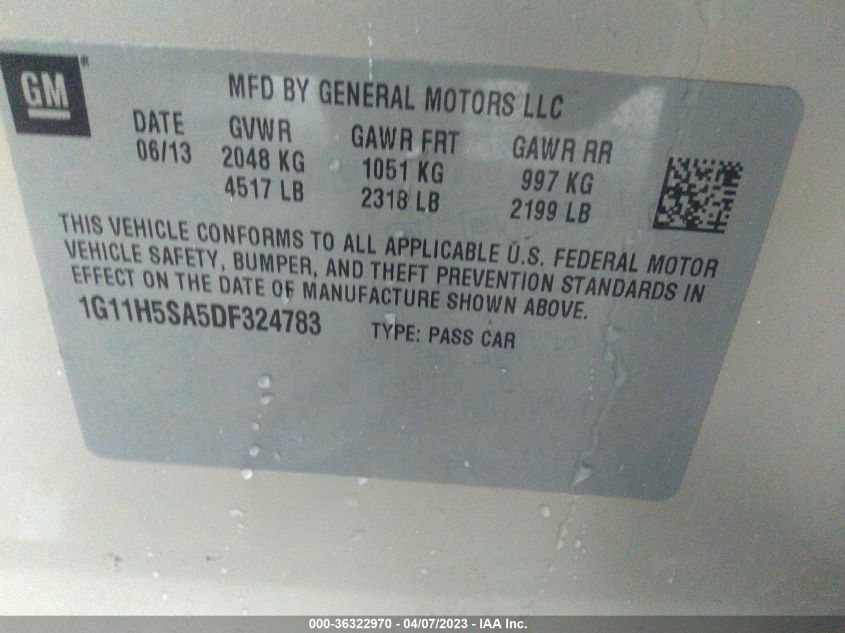 GM®
MFD BY GENERAL MOTORS LLC
DATE GVWR GAWR FRT GAWR RR
06/13 2048 KG 1051 KG 997 KG
4517 LB 2318 LB 2199 LB
THIS VEHICLE CONFORMS TO ALL APPLICABLE U.S. FEDERAL MOTOR
VEHICLE SAFETY, BUMPER, AND THEFT PREVENTION STANDARDS IN
EFFECT ON THE DATE OF MANUFACTURE SHOWN ABOVE.
1G11H5SA5DF324783 TYPE: PASS CAR
000-36322970 - 04/07/2023 - IAA Inc.